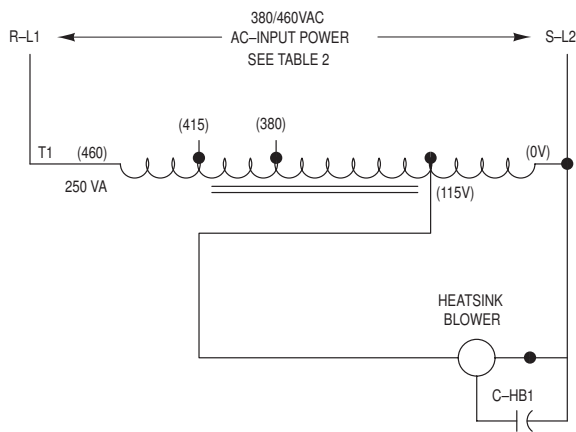 380/460VAC
R–L1 AC–INPUT POWER S–L2
SEE TABLE 2
(415) (380)
T1 (460) (0V)
250 VA (115V)
HEATSINK
BLOWER
C–HB1